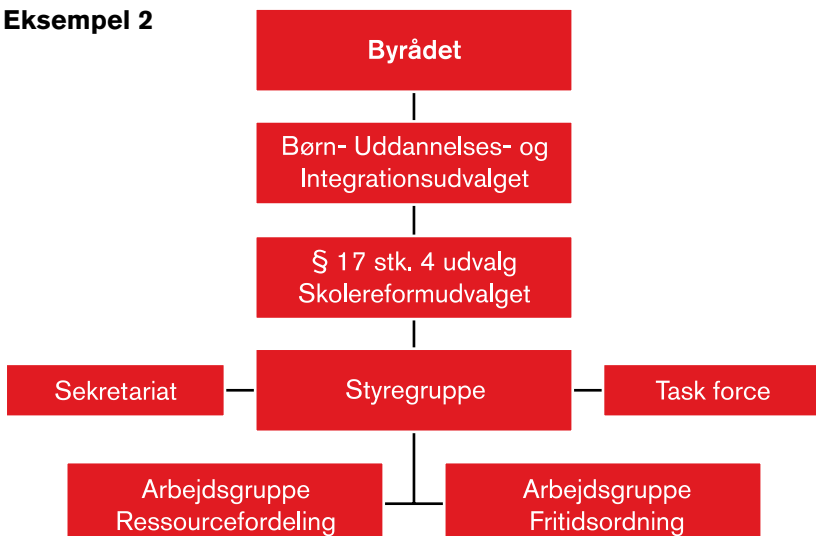 Eksempel 2
Byrådet
Børn- Uddannelses- og
Integrationsudvalget
§ 17 stk. 4 udvalg
Skolereformudvalget
Sekretariat
Styregruppe
Task force
Arbejdsgruppe
Ressourcefordeling
Arbejdsgruppe
Fritidsordning